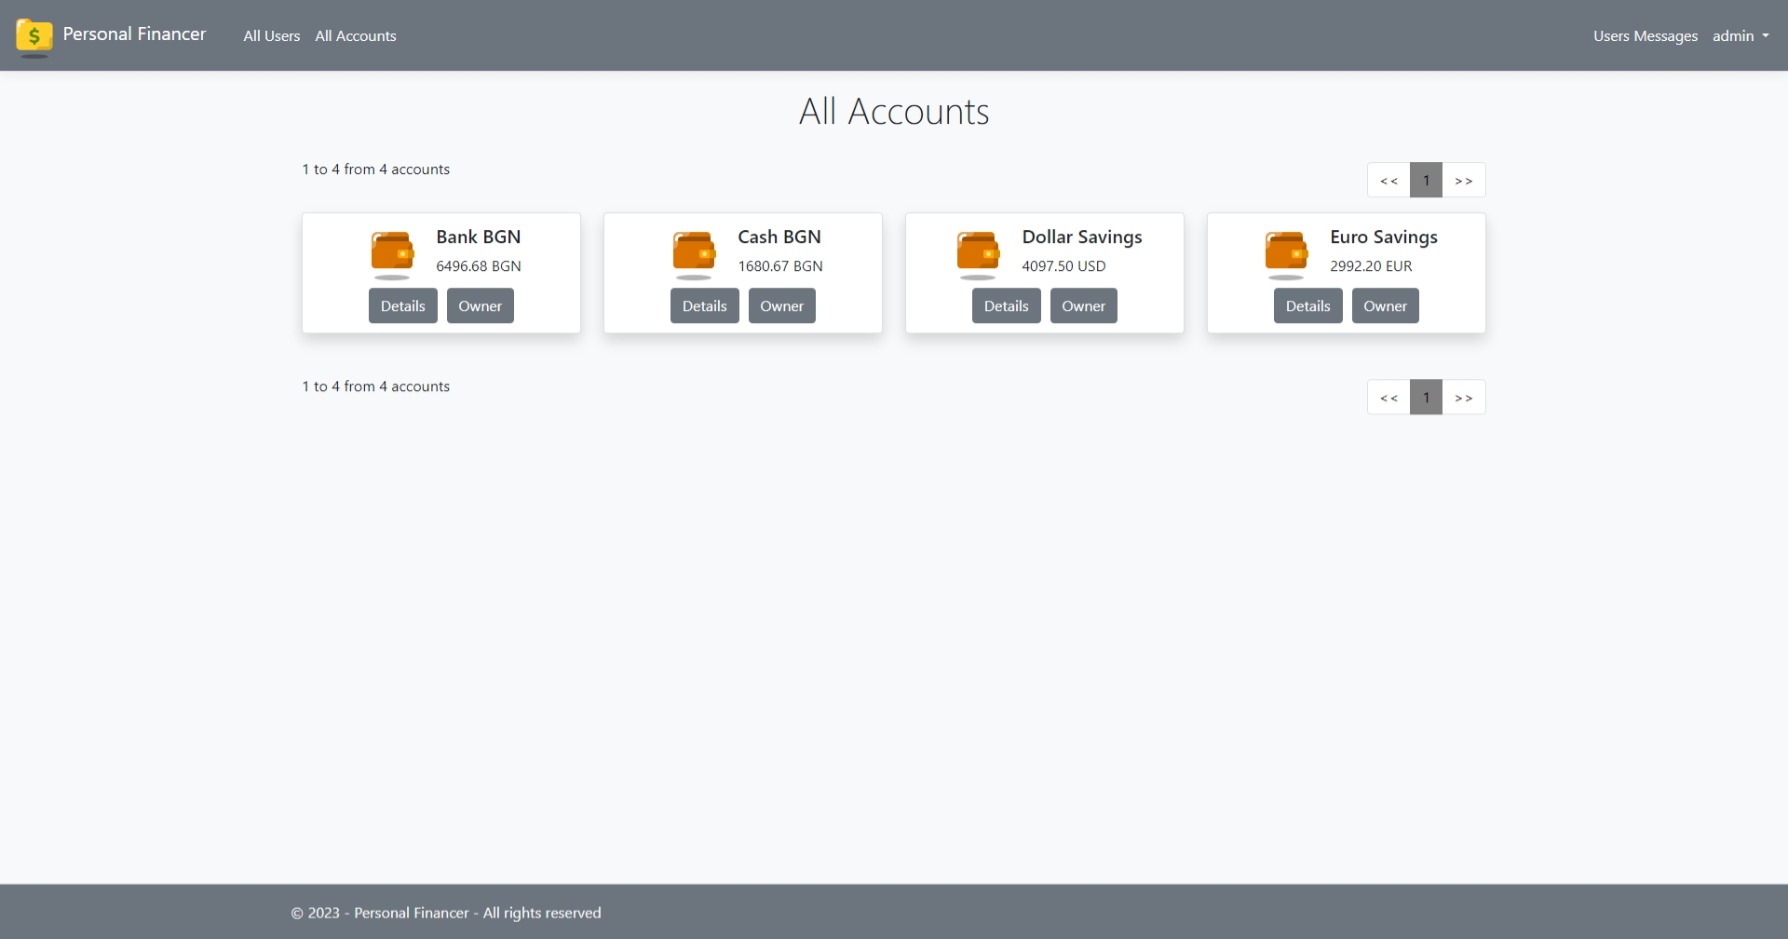 $
Personal Financer All Users All Accounts Users Messages admin
All Accounts
1 to 4 from 4 accounts << 1 >>
Bank BGN
6496.68 BGN
Details Owner
Cash BGN
1680.67 BGN
Details Owner
Dollar Savings
4097.50 USD
Details Owner
Euro Savings
2992.20 EUR
Details Owner
1 to 4 from 4 accounts << 1 >>
© 2023 - Personal Financer - All rights reserved